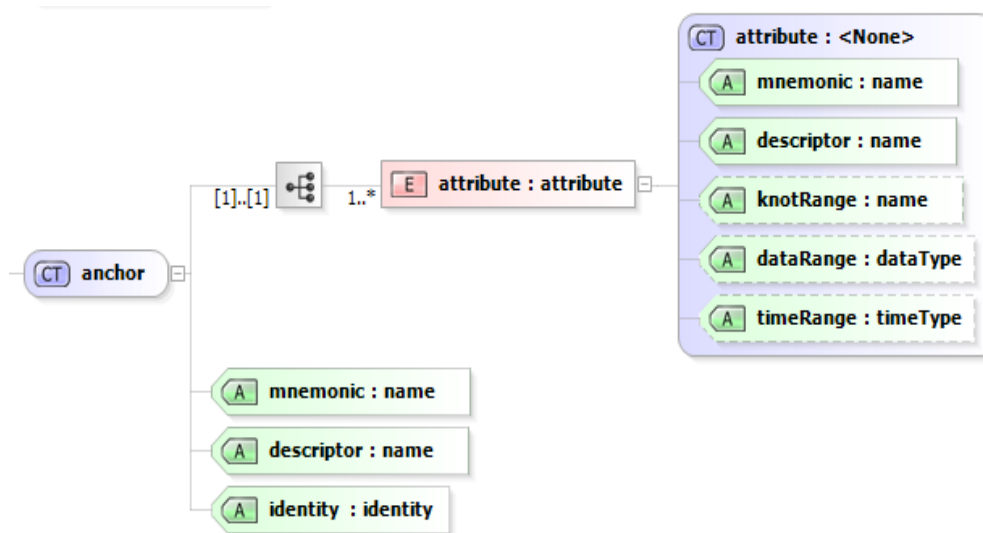 CT attribute : <None>
A mnemonic : name
A descriptor : name
[1]..[1] 1..* E attribute : attribute
A knotRange : name
A dataRange : dataType
CT anchor
A timeRange : timeType
A mnemonic : name
A descriptor : name
A identity : identity